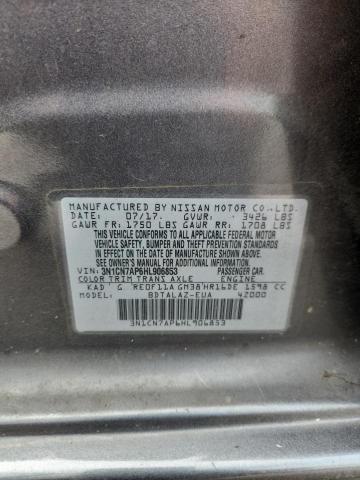 MANUFACTURED BY NISSAN MOTOR CO., LTD.
DATE: 07/17. GVWR: 3426 LBS
GAWR FR: 1750 LBS GAWR RR: 1708 LBS
THIS VEHICLE CONFORMS TO ALL APPLICABLE FEDERAL MOTOR
VEHICLE SAFETY, BUMPER AND THEFT PREVENTION STANDARDS
IN EFFECT ON THE DATE OF MANUFACTURE SHOWN ABOVE. SEE
OWNER'S MANUAL FOR ADDITIONAL INFORMATION.
VEHICLE IDENT: 3N1CN7AP6HL906853 PASSENGER CAR.
COLOR TRIM TRANS AXLE ENGINE
KAD G RE0F11A GM38 HR16DE 1598 CC
MODEL: BDTALAZ-EUA 42000
3N1CN7AP6HL906853